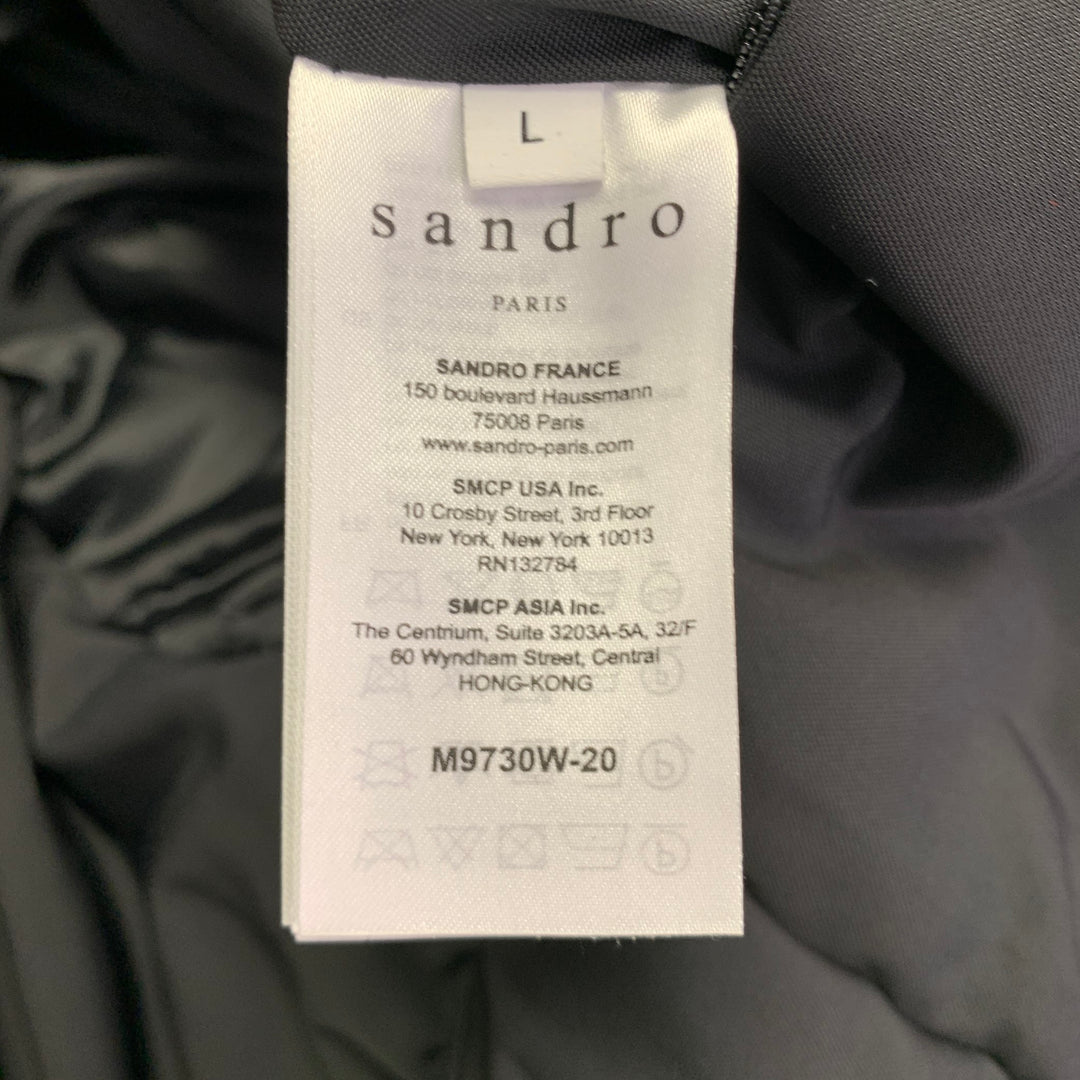 L
sandro
PARIS
SANDRO FRANCE
150 boulevard Haussmann
75008 Paris
www.sandro-paris.com
SMCP USA Inc.
10 Crosby Street, 3rd Floor
New York, New York 10013
RN132784
SMCP ASIA Inc.
The Centrium, Suite 3203A-5A, 32/F
60 Wyndham Street, Central
HONG-KONG
M9730W-20